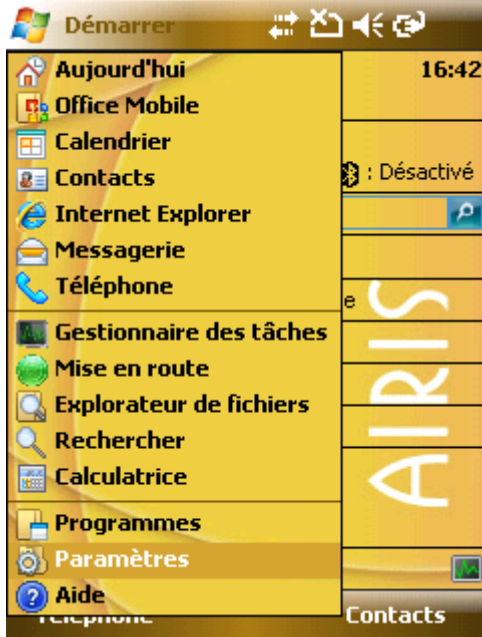 Démarrer
Aujourd'hui
16:42
Office Mobile
Calendrier
Contacts
: Désactivé
Internet Explorer
Messagerie
Téléphone
e
Gestionnaire des tâches
Mise en route
Explorateur de fichiers
Rechercher
Calculatrice
AIRIS
Programmes
Paramètres
Aide
Téléphone
Contacts